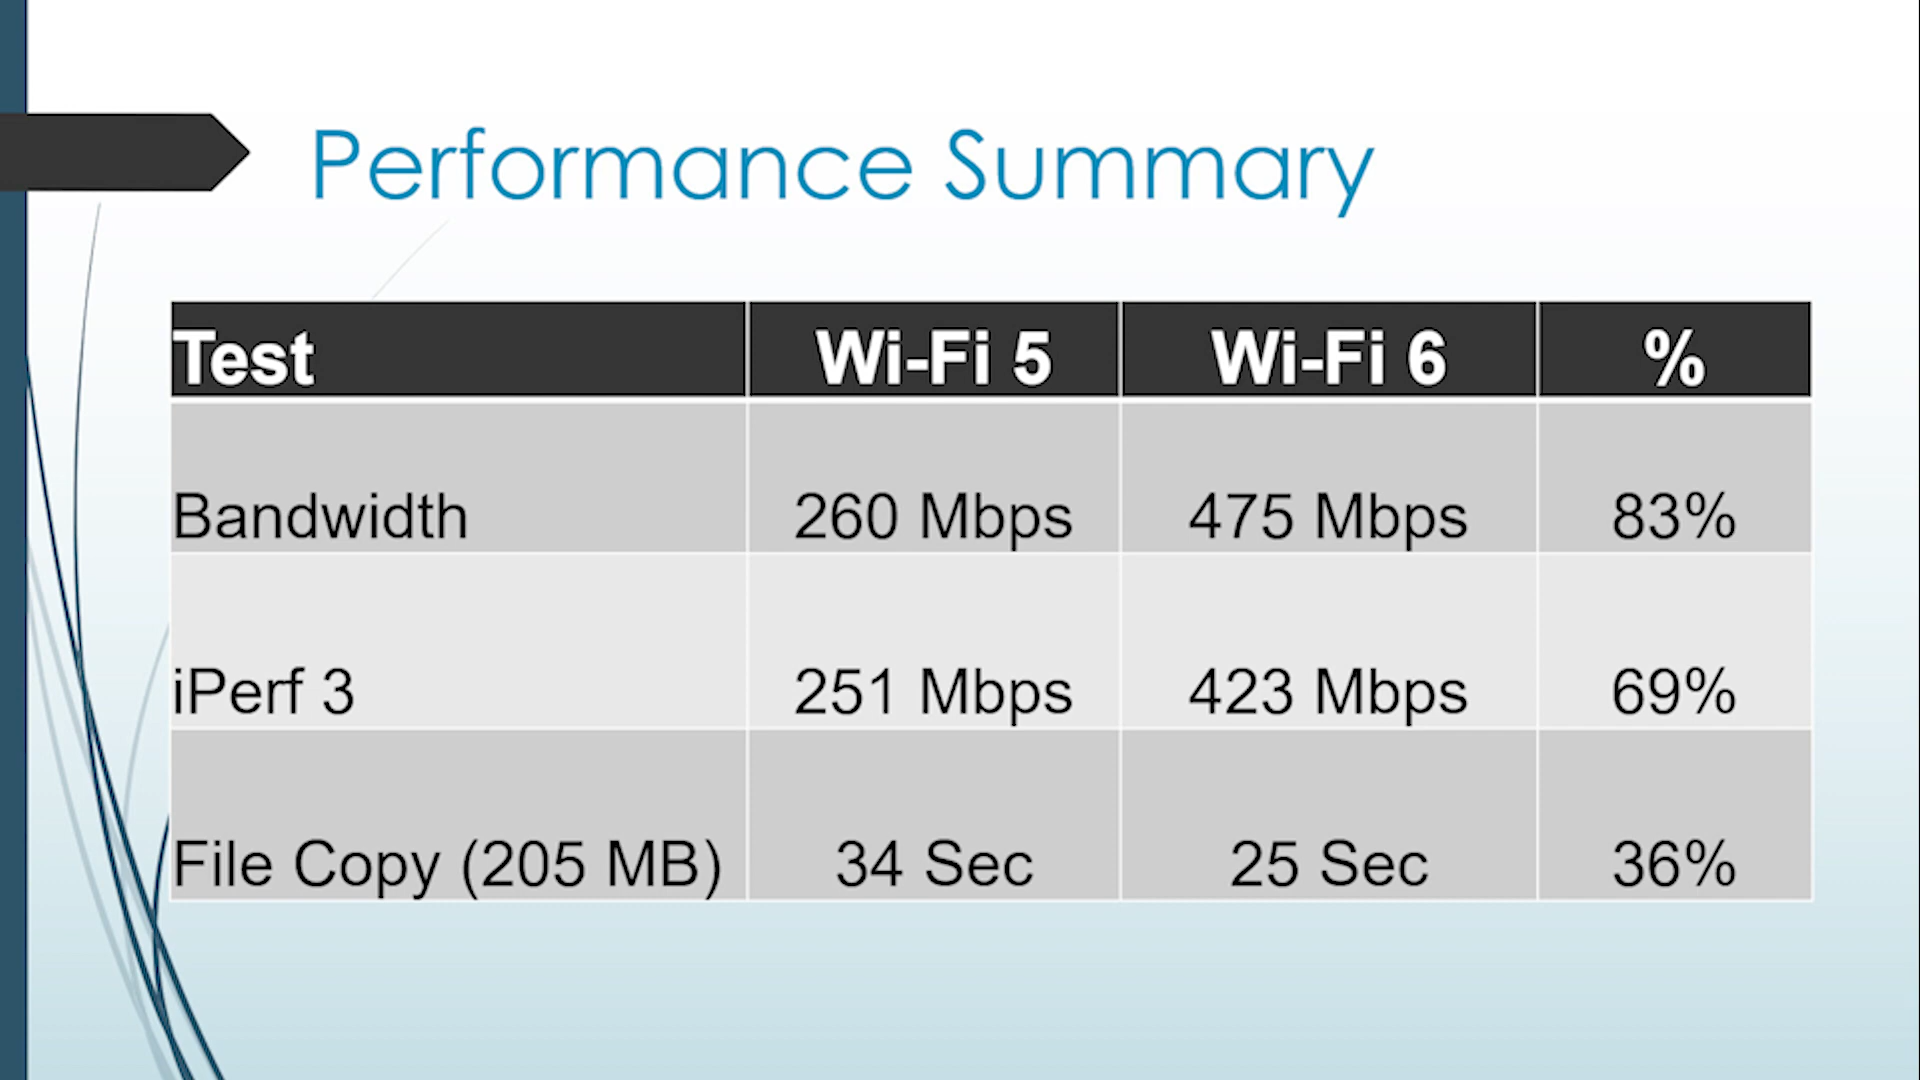 Performance Summary
Test Wi-Fi 5 Wi-Fi 6 %
Bandwidth 260 Mbps 475 Mbps 83%
iPerf 3 251 Mbps 423 Mbps 69%
File Copy (205 MB) 34 Sec 25 Sec 36%